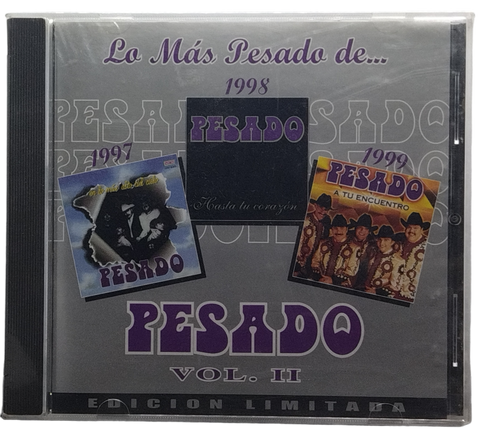 Lo Más Pesado de...
1998
PESADO
Hasta tu corazón
1997
PESADO
1999
PESADO
A TU ENCUENTRO
PESADO
VOL. II
EDICION LIMITADA